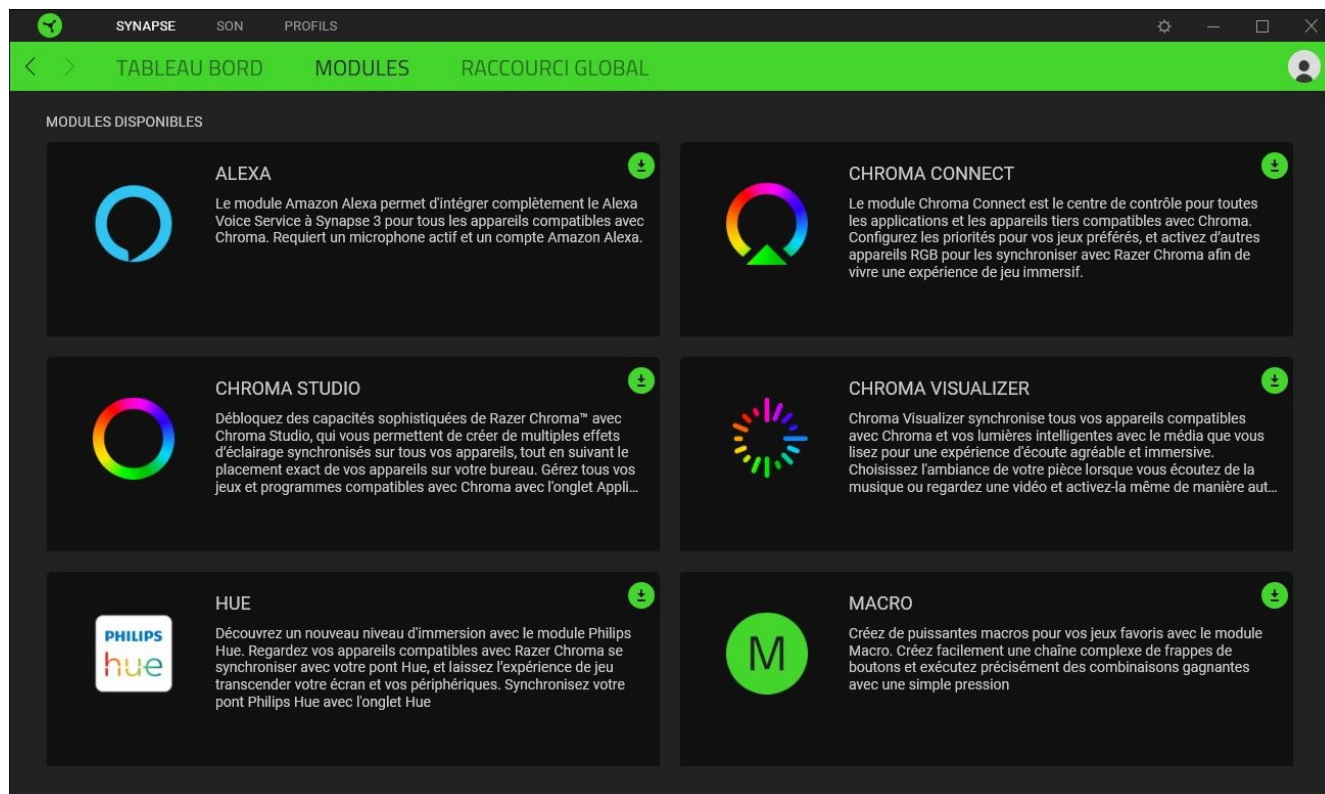 SYNAPSE SON PROFILS
TABLEAU BORD MODULES RACCOURCI GLOBAL
MODULES DISPONIBLES
ALEXA
Le module Amazon Alexa permet d'intégrer complètement le Alexa
Voice Service à Synapse 3 pour tous les appareils compatibles avec
Chroma. Requiert un microphone actif et un compte Amazon Alexa.
CHROMA CONNECT
Le module Chroma Connect est le centre de contrôle pour toutes
les applications et les appareils tiers compatibles avec Chroma.
Configurez les priorités pour vos jeux préférés, et activez d'autres
appareils RGB pour les synchroniser avec Razer Chroma afin de
vivre une expérience de jeu immersif.
CHROMA STUDIO
Débloquez des capacités sophistiquées de Razer Chroma™ avec
Chroma Studio, qui vous permettent de créer de multiples effets
d'éclairage synchronisés sur tous vos appareils, tout en suivant le
placement exact de vos appareils sur votre bureau. Gérez tous vos
jeux et programmes compatibles avec Chroma avec l'onglet Appli...
CHROMA VISUALIZER
Chroma Visualizer synchronise tous vos appareils compatibles
avec Chroma et vos lumières intelligentes avec le média que vous
lisez pour une expérience d'écoute agréable et immersive.
Choisissez l'ambiance de votre pièce lorsque vous écoutez de la
musique ou regardez une vidéo et activez-la même de manière aut...
PHILIPS
hue
HUE
Découvrez un nouveau niveau d'immersion avec le module Philips
Hue. Regardez vos appareils compatibles avec Razer Chroma se
synchroniser avec votre pont Hue, et laissez l'expérience de jeu
transcender votre écran et vos périphériques. Synchronisez votre
pont Philips Hue avec l'onglet Hue
M
MACRO
Créez de puissantes macros pour vos jeux favoris avec le module
Macro. Créez facilement une chaîne complexe de frappes de
boutons et exécutez précisément des combinaisons gagnantes
avec une simple pression